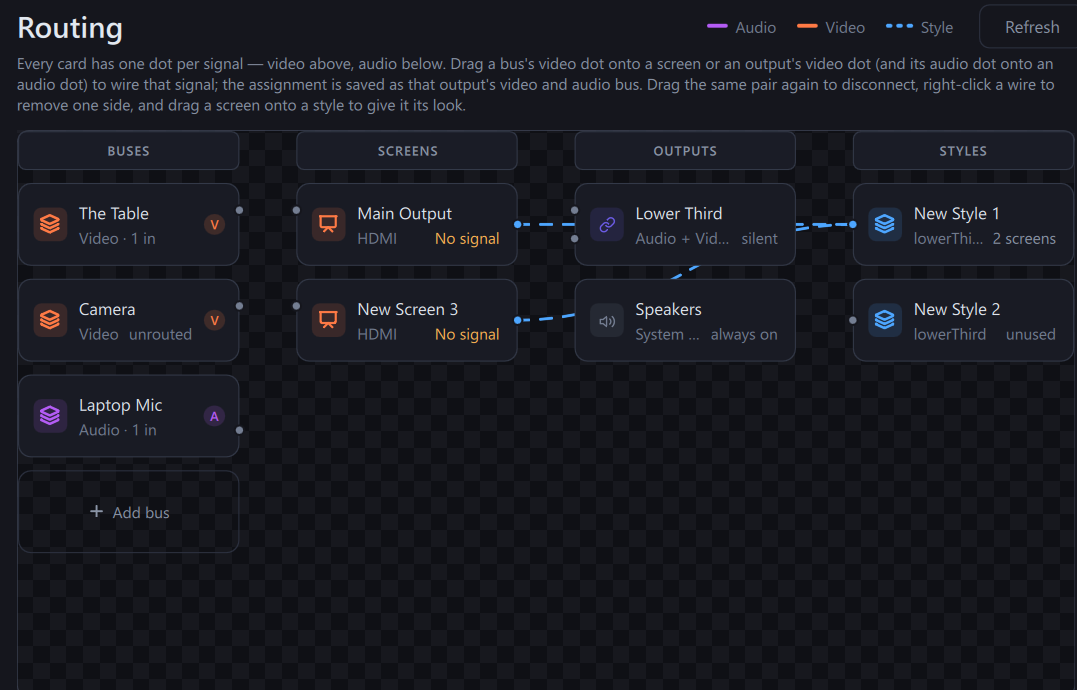 Routing
Audio
Video
Style
Refresh
Every card has one dot per signal — video above, audio below. Drag a bus's video dot onto a screen or an output's video dot (and its audio dot onto an
audio dot) to wire that signal; the assignment is saved as that output's video and audio bus. Drag the same pair again to disconnect, right-click a wire to
remove one side, and drag a screen onto a style to give it its look.
BUSES
SCREENS
OUTPUTS
STYLES
The Table
Video · 1 in
V
Main Output
HDMI
No signal
Lower Third
Audio + Vid...
silent
New Style 1
lowerThi...
2 screens
Camera
Video
unrouted
V
New Screen 3
HDMI
No signal
Speakers
System ...
always on
New Style 2
lowerThird
unused
Laptop Mic
Audio · 1 in
A
+ Add bus